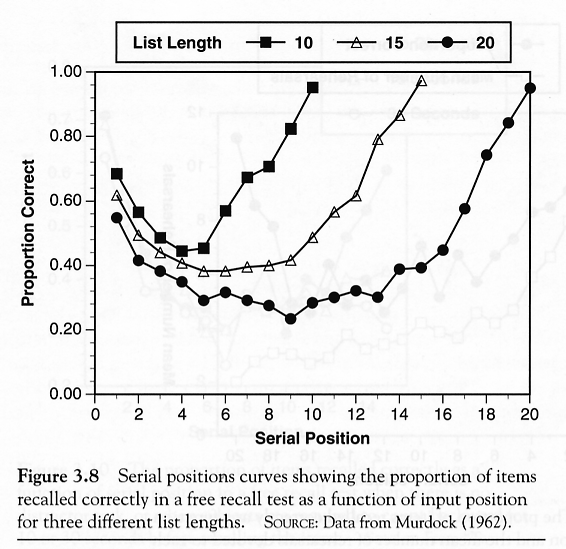 List Length 10 15 20
1.00
0.80
0.60
0.40
0.20
0.00
Proportion Correct
0 2 4 6 8 10 12 14 16 18 20
Serial Position
Figure 3.8 Serial positions curves showing the proportion of items
recalled correctly in a free recall test as a function of input position
for three different list lengths. SOURCE: Data from Murdock (1962).